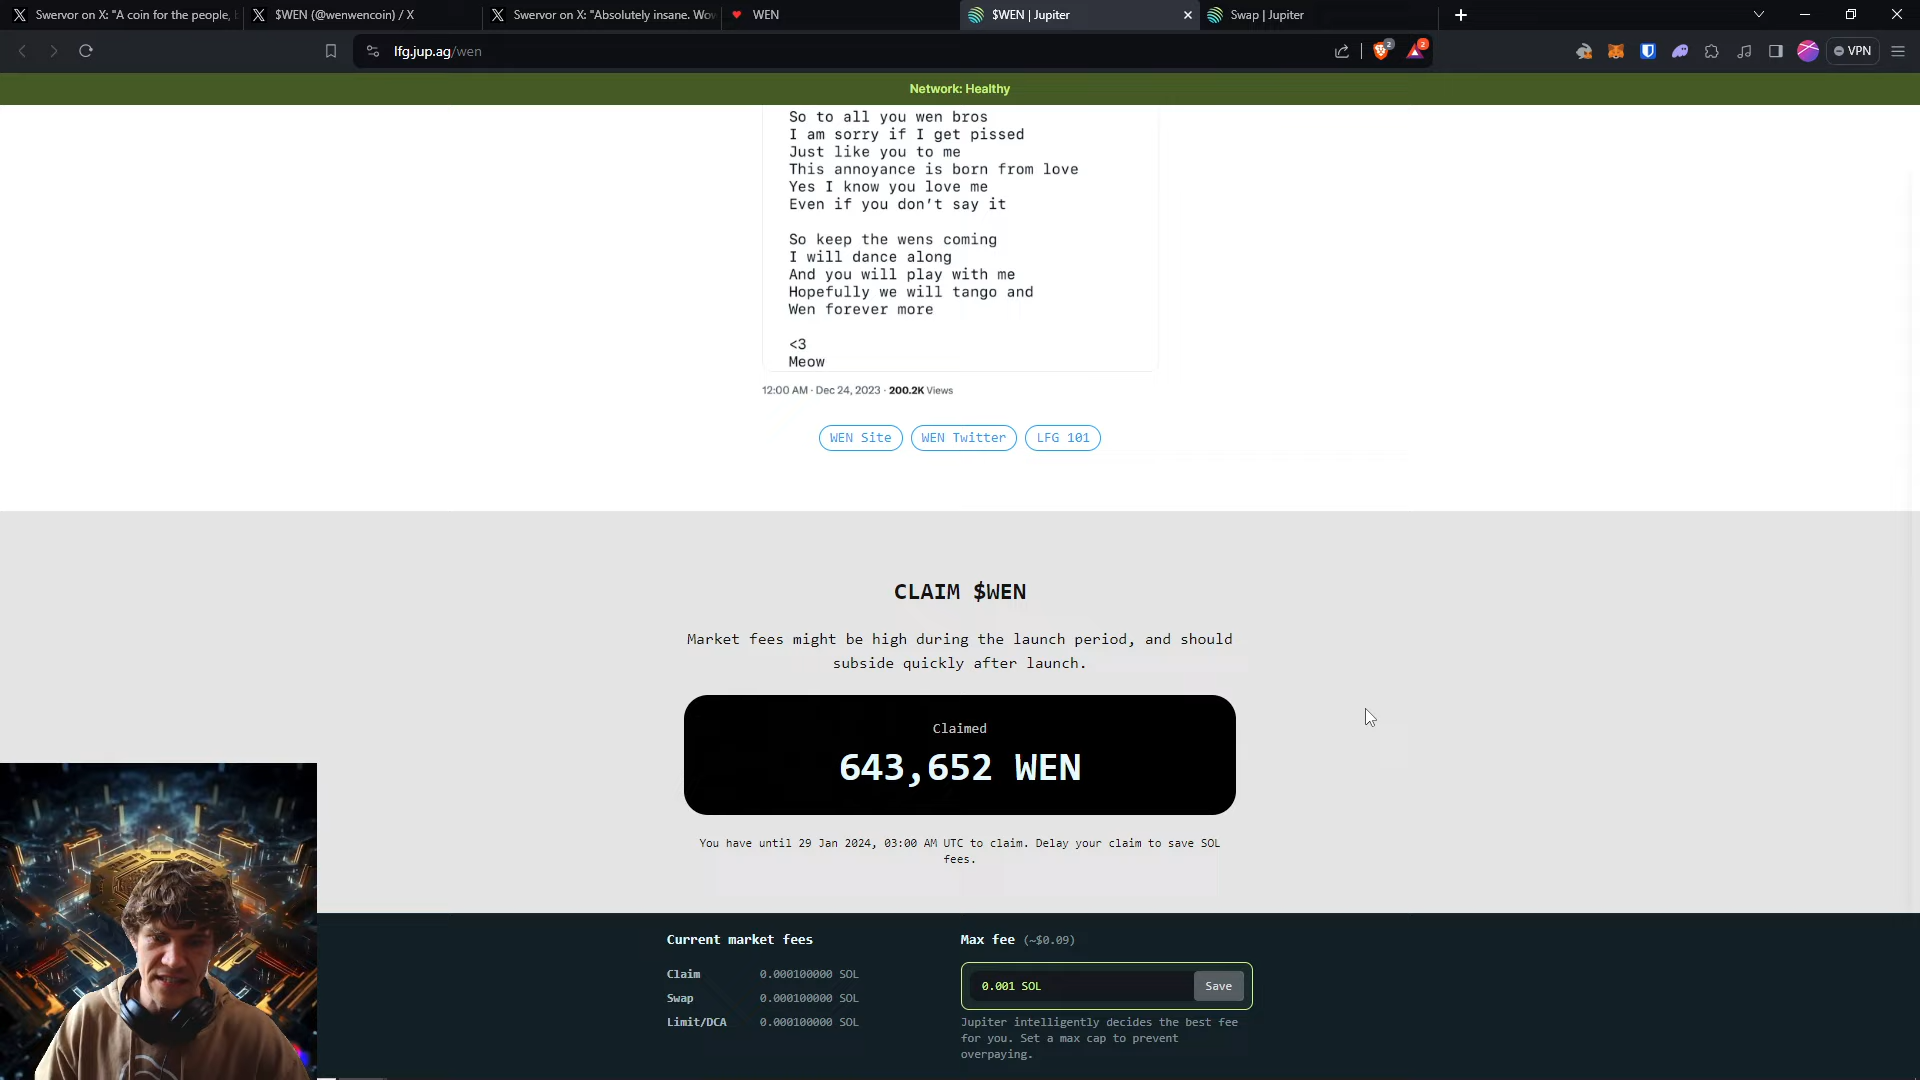 Swervor on X: "A coin for the people,
$WEN (@wenwencoin) / X
Swervor on X: "Absolutely insane. Wow
WEN
$WEN | Jupiter
Swap | Jupiter
lfg.jup.ag/wen
2
2
VPN
Network: Healthy
So to all you wen bros
I am sorry if I get pissed
Just like you to me
This annoyance is born from love
Yes I know you love me
Even if you don't say it
So keep the wens coming
I will dance along
And you will play with me
Hopefully we will tango and
Wen forever more
<3
Meow
12:00 AM · Dec 24, 2023 · 200.2K Views
WEN Site
WEN Twitter
LFG 101
CLAIM $WEN
Market fees might be high during the launch period, and should
subside quickly after launch.
Claimed
643,652 WEN
You have until 29 Jan 2024, 03:00 AM UTC to claim. Delay your claim to save SOL
fees.
Current market fees
Claim 0.000100000 SOL
Swap 0.000100000 SOL
Limit/DCA 0.000100000 SOL
Max fee (~$0.09)
0.001 SOL
Save
Jupiter intelligently decides the best fee
for you. Set a max cap to prevent
overpaying.